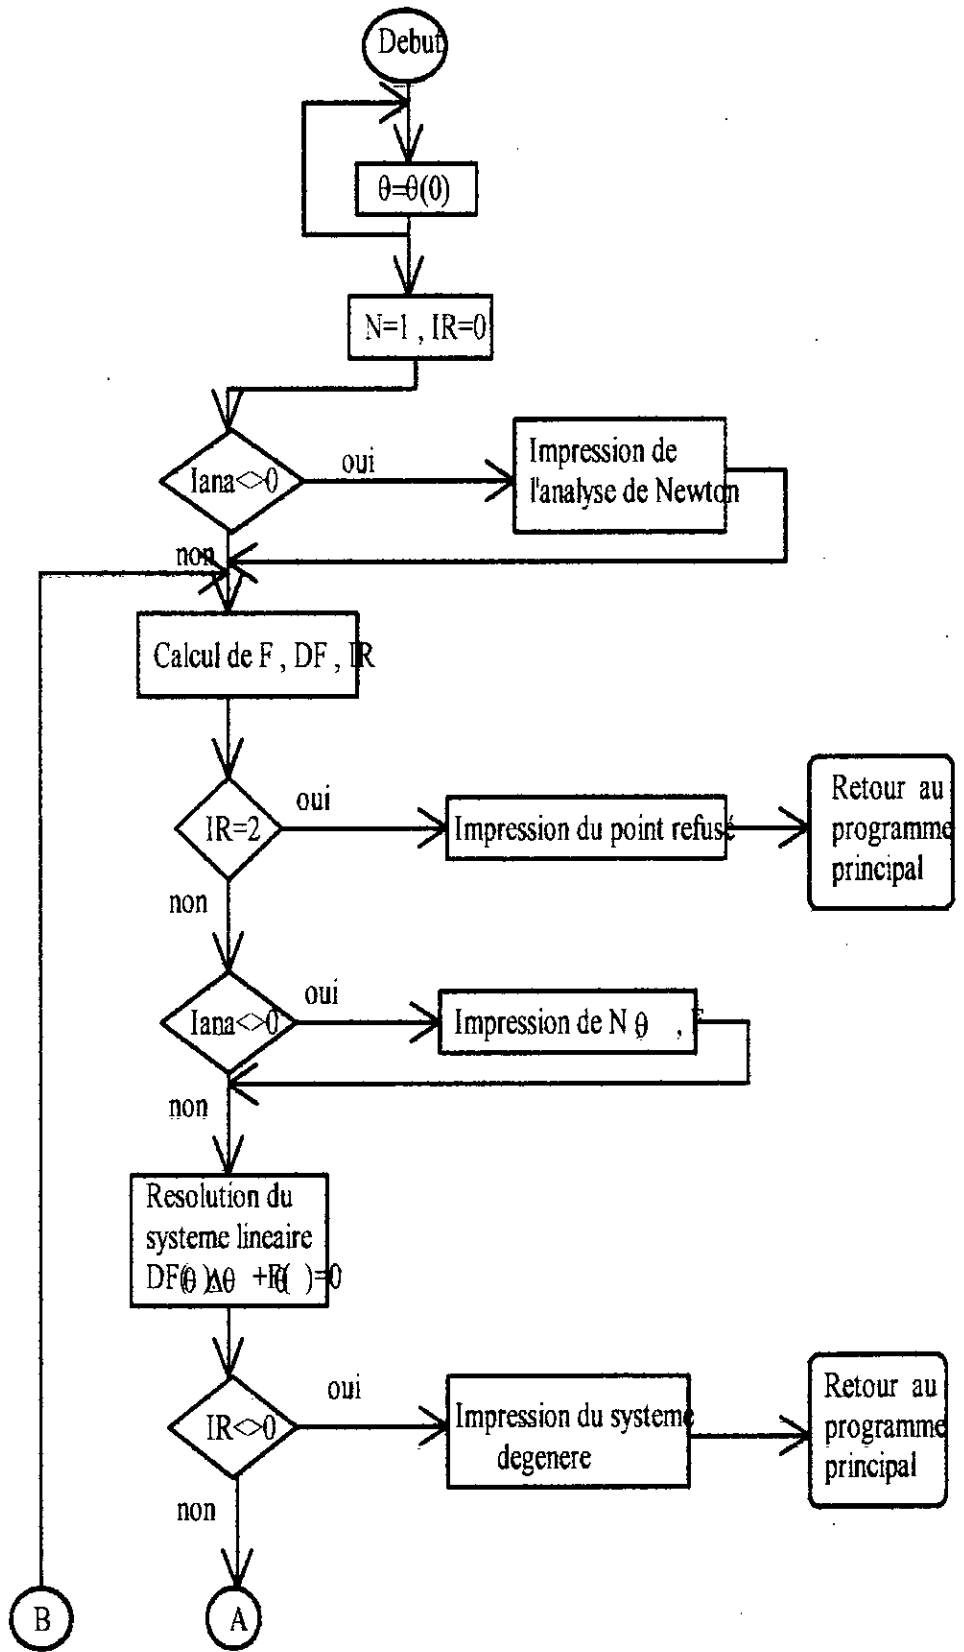 Debut
θ=θ(0)
N=1 , IR=0
Iana<>0
oui
Impression de
l'analyse de Newton
non
Calcul de F , DF , IR
IR=2
oui
Impression du point refusé
Retour au
programme
principal
non
Iana<>0
oui
Impression de N θ , F
non
Resolution du
systeme lineaire
DF(θ)Δθ +F(θ)=0
IR<>0
oui
Impression du systeme
degenere
Retour au
programme
principal
non
B
A